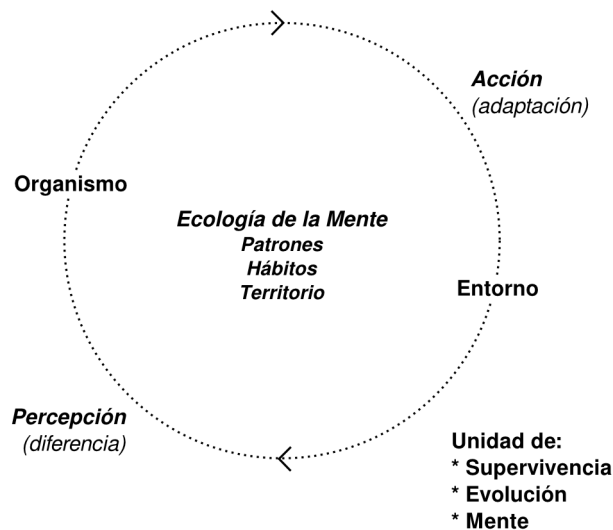 Acción
(adaptación)
Organismo
Ecología de la Mente
Patrones
Hábitos
Territorio
Entorno
Percepción
(diferencia)
Unidad de:
* Supervivencia
* Evolución
* Mente